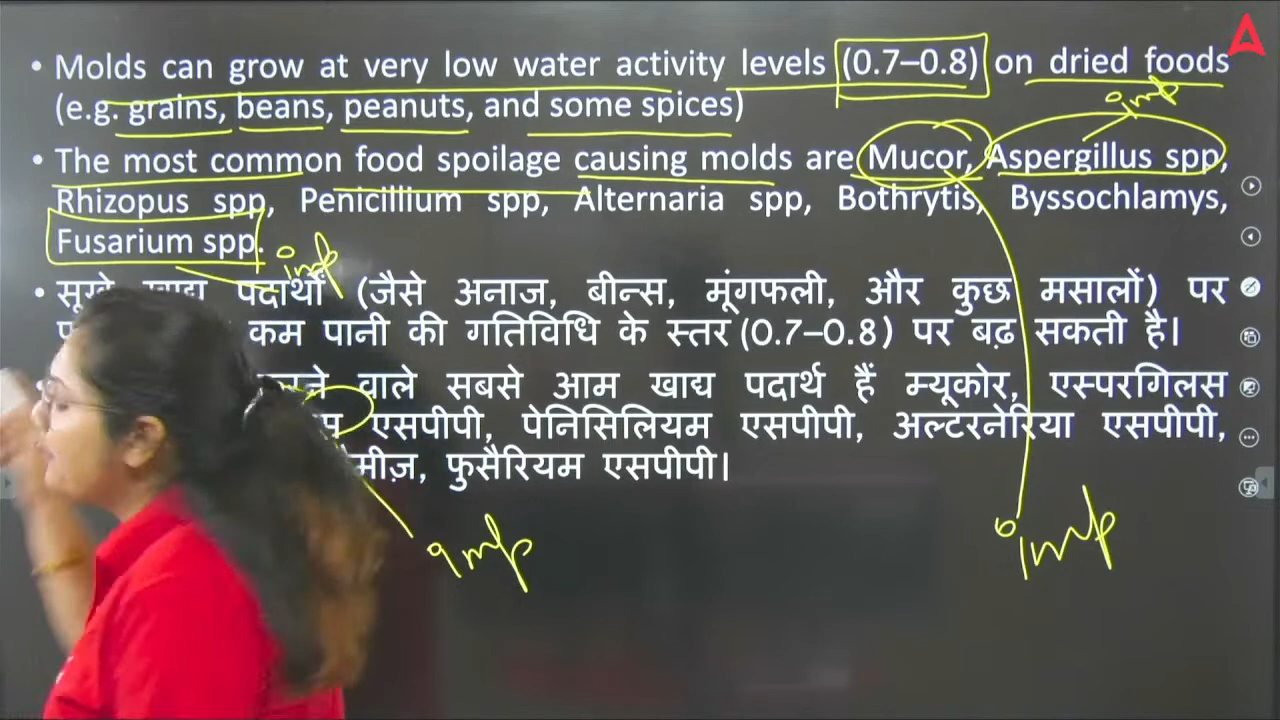 • Molds can grow at very low water activity levels (0.7–0.8) on dried foods
(e.g. grains, beans, peanuts, and some spices)
imp
• The most common food spoilage causing molds are Mucor, Aspergillus spp,
Rhizopus spp, Penicillium spp, Alternaria spp, Bothrytis, Byssochlamys,
Fusarium spp.
imp
• सूखे खाद्य पदार्थों (जैसे अनाज, बीन्स, मूंगफली, और कुछ मसालों) पर
कम पानी की गतिविधि के स्तर (0.7–0.8) पर बढ़ सकती है।
वाले सबसे आम खाद्य पदार्थ हैं म्यूकोर, एस्परगिलस
एसपीपी, पेनिसिलियम एसपीपी, अल्टरनेरिया एसपीपी,
फुसैरियम एसपीपी।
imp
imp